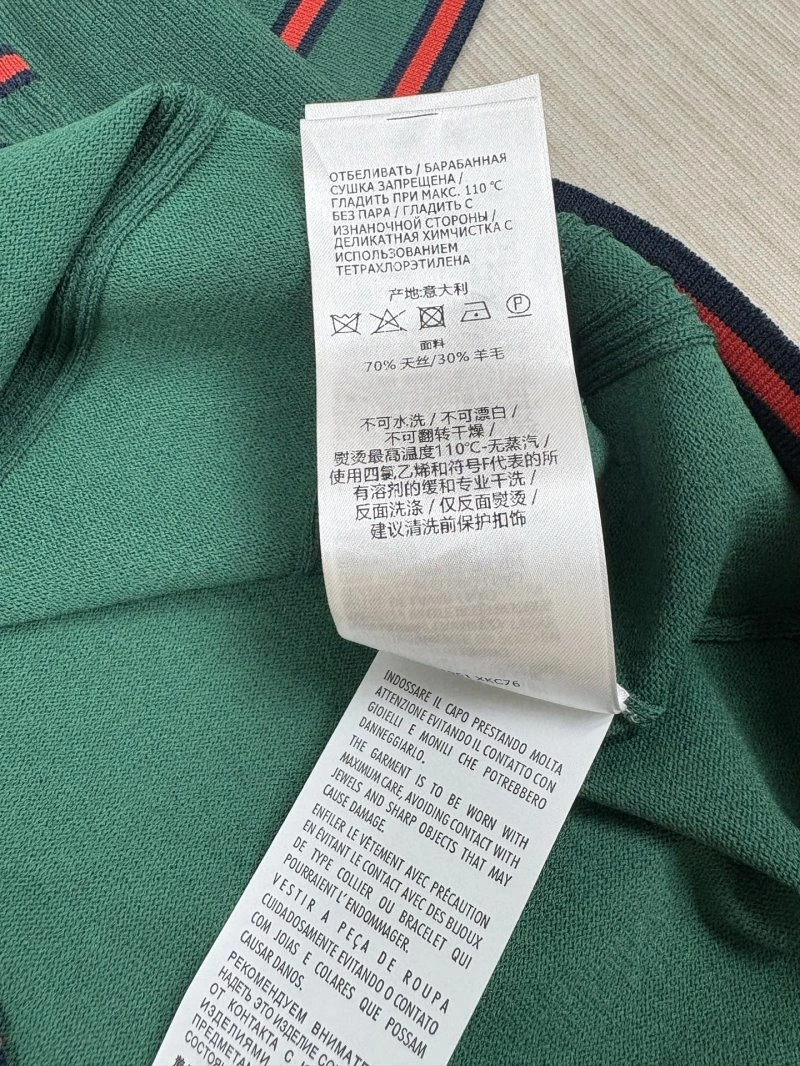 ОТБЕЛИВАТЬ / БАРАБАННАЯ
СУШКА ЗАПРЕЩЕНА /
ГЛАДИТЬ ПРИ МАКС. 110 °C
БЕЗ ПАРА / ГЛАДИТЬ С
ИЗНАНОЧНОЙ СТОРОНЫ /
ДЕЛИКАТНАЯ ХИМЧИСТКА С
ИСПОЛЬЗОВАНИЕМ
ТЕТРАХЛОРЭТИЛЕНА
产地:意大利
P
面料
70% 天丝/30% 羊毛
不可水洗 / 不可漂白 /
不可翻转干燥 /
熨烫最高温度110℃-无蒸汽 /
使用四氯乙烯和符号F代表的所
有溶剂的缓和专业干洗 /
反面洗涤 / 仅反面熨烫 /
建议清洗前保护扣饰
XKC76
INDOSSARE IL CAPO PRESTANDO MOLTA
ATTENZIONE EVITANDO IL CONTATTO CON
GIOIELLI E MONILI CHE POTREBBERO
DANNEGGIARLO.
THE GARMENT IS TO BE WORN WITH
MAXIMUM CARE, AVOIDING CONTACT WITH
JEWELS AND SHARP OBJECTS THAT MAY
CAUSE DAMAGE.
ENFILER LE VÊTEMENT AVEC PRÉCAUTION
EN ÉVITANT LE CONTACT AVEC DES BIJOUX
DE TYPE COLLIER OU BRACELET QUI
POURRAIENT L'ENDOMMAGER.
VESTIR A PEÇA DE ROUPA
CUIDADOSAMENTE EVITANDO O CONTATO
COM JOIAS E COLARES QUE POSSAM
CAUSAR DANOS.
РЕКОМЕНДУЕМ
НАДЕТЬ ЭТО ИЗДЕЛИЕ
ОТ КОНТАКТА С
ИЗДЕЛИЯМИ